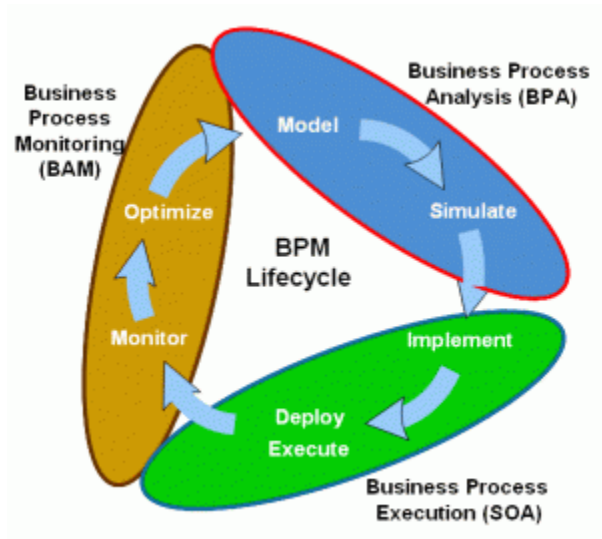 Business Process
Analysis (BPA)
Business
Process
Monitoring
(BAM)
Model
Optimize
Simulate
BPM
Lifecycle
Monitor
Implement
Deploy
Execute
Business Process
Execution (SOA)